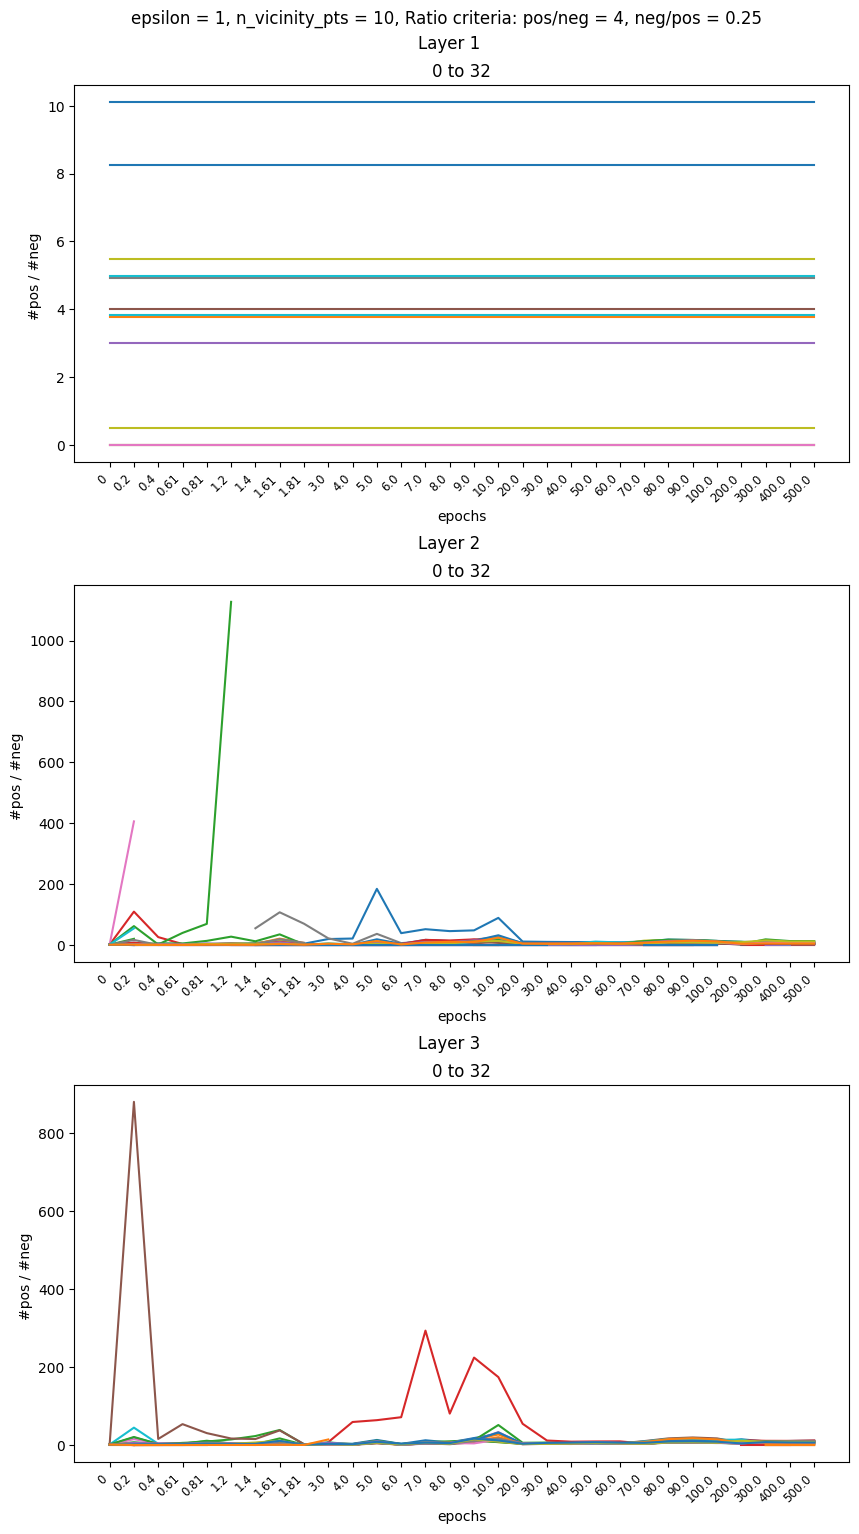 epsilon = 1, n_vicinity_pts = 10, Ratio criteria: pos/neg = 4, neg/pos = 0.25
Layer 1
0 to 32
10
8
6
4
2
0
#pos / #neg
0 0.2 0.4 0.61 0.81 1.2 1.4 1.61 1.81 3.0 4.0 5.0 6.0 7.0 8.0 9.0 10.0 20.0 30.0 40.0 50.0 60.0 70.0 80.0 90.0 100.0 200.0 300.0 400.0 500.0
epochs
Layer 2
0 to 32
1000
800
600
400
200
0
#pos / #neg
0 0.2 0.4 0.61 0.81 1.2 1.4 1.61 1.81 3.0 4.0 5.0 6.0 7.0 8.0 9.0 10.0 20.0 30.0 40.0 50.0 60.0 70.0 80.0 90.0 100.0 200.0 300.0 400.0 500.0
epochs
Layer 3
0 to 32
800
600
400
200
0
#pos / #neg
0 0.2 0.4 0.61 0.81 1.2 1.4 1.61 1.81 3.0 4.0 5.0 6.0 7.0 8.0 9.0 10.0 20.0 30.0 40.0 50.0 60.0 70.0 80.0 90.0 100.0 200.0 300.0 400.0 500.0
epochs